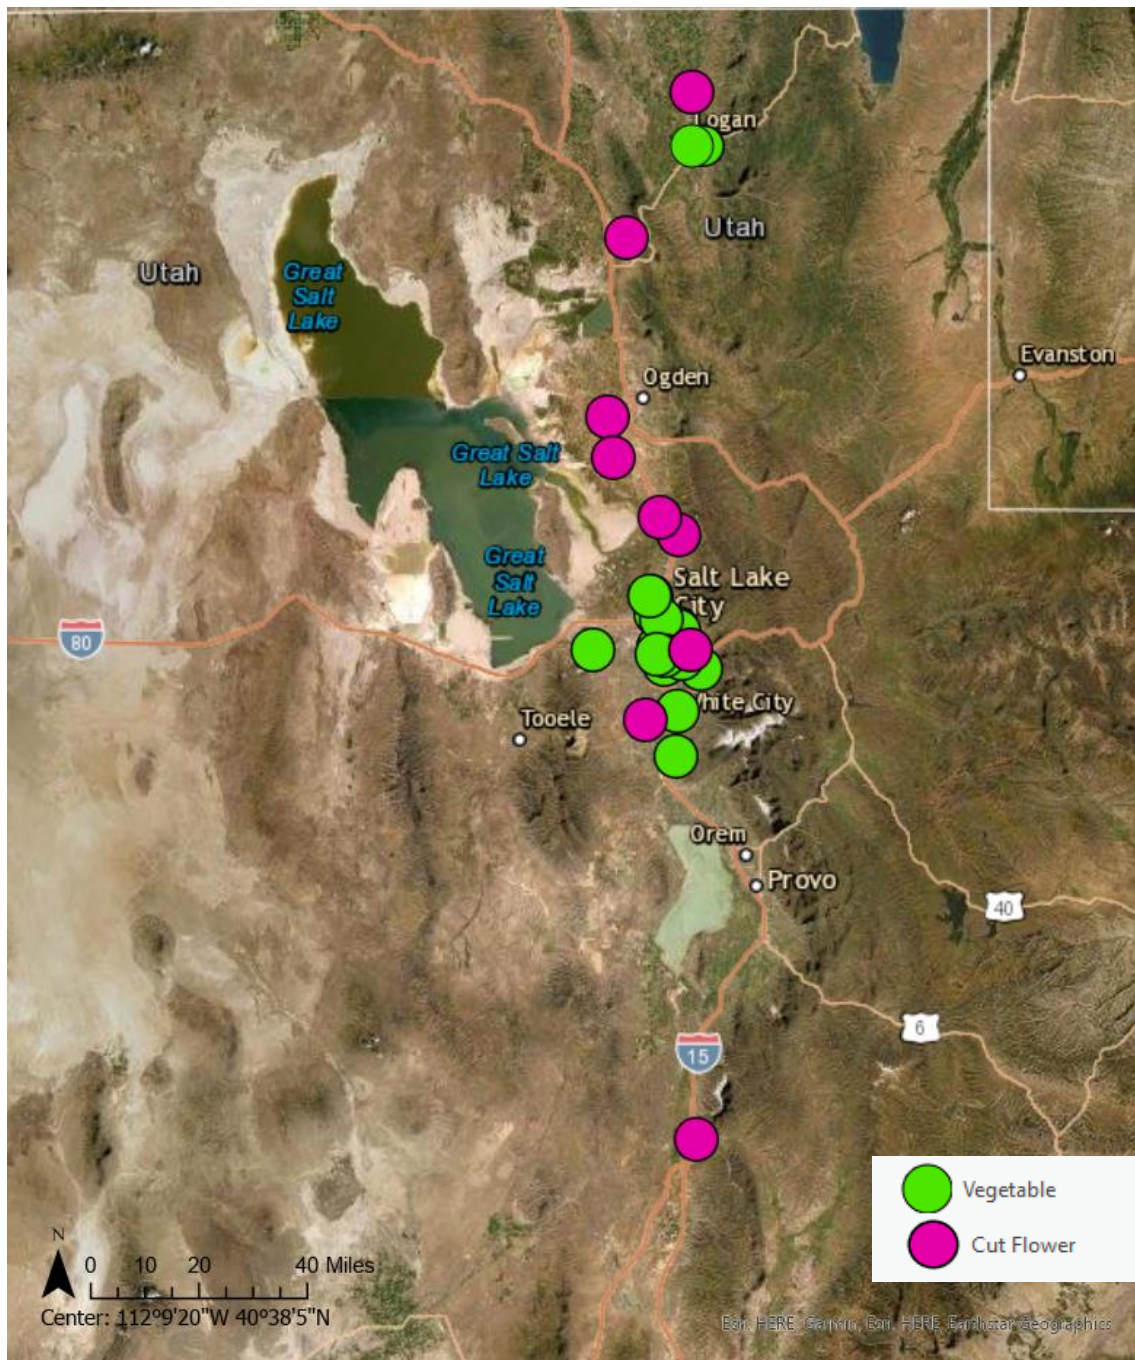 Logan
Utah
Utah
Great
Salt
Lake
Evanston
Ogden
Great Salt
Lake
Great
Salt
Lake
Salt Lake
City
80
White City
Tooele
Orem
Provo
40
6
15
Vegetable
Cut Flower
N
0 10 20 40 Miles
Center: 112°9'20"W 40°38'5"N
Esri, HERE, Garmin, Esri, HERE, Earthstar Geographics